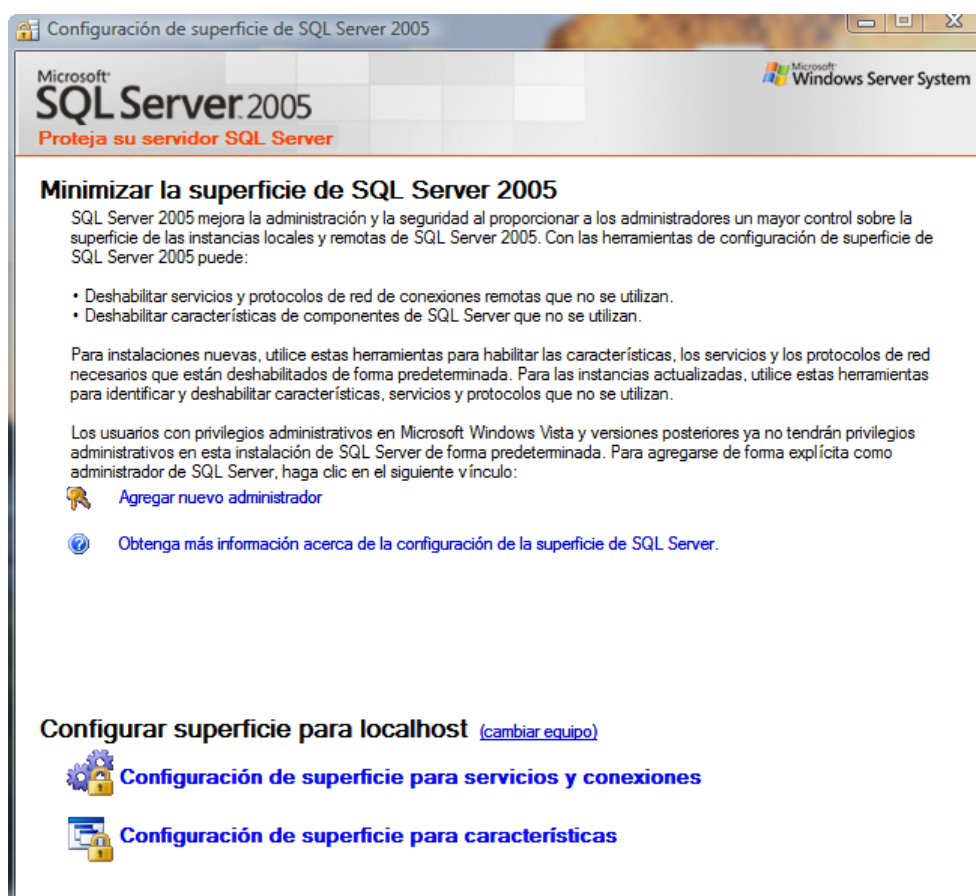 Configuración de superficie de SQL Server 2005
Microsoft
SQL Server 2005
Proteja su servidor SQL Server
Microsoft
Windows Server System
Minimizar la superficie de SQL Server 2005
SQL Server 2005 mejora la administración y la seguridad al proporcionar a los administradores un mayor control sobre la
superficie de las instancias locales y remotas de SQL Server 2005. Con las herramientas de configuración de superficie de
SQL Server 2005 puede:
• Deshabilitar servicios y protocolos de red de conexiones remotas que no se utilizan.
• Deshabilitar características de componentes de SQL Server que no se utilizan.
Para instalaciones nuevas, utilice estas herramientas para habilitar las características, los servicios y los protocolos de red
necesarios que están deshabilitados de forma predeterminada. Para las instancias actualizadas, utilice estas herramientas
para identificar y deshabilitar características, servicios y protocolos que no se utilizan.
Los usuarios con privilegios administrativos en Microsoft Windows Vista y versiones posteriores ya no tendrán privilegios
administrativos en esta instalación de SQL Server de forma predeterminada. Para agregarse de forma explícita como
administrador de SQL Server, haga clic en el siguiente vínculo:
Agregar nuevo administrador
Obtenga más información acerca de la configuración de la superficie de SQL Server.
Configurar superficie para localhost (cambiar equipo)
Configuración de superficie para servicios y conexiones
Configuración de superficie para características